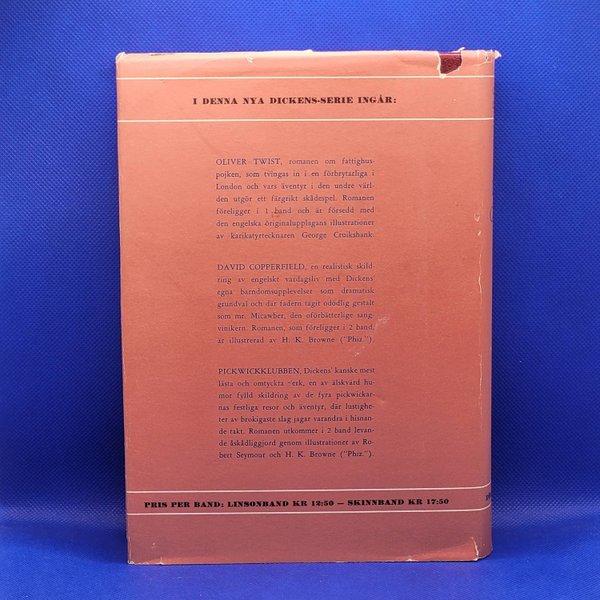 I DENNA NYA DICKENS-SERIE INGÅR:
OLIVER TWIST, romanen om fattighus-
pojken, som tvingas in i en förbrytarliga i
London och vars äventyr i den undre värl-
den utgör ett färgrikt skådespel. Romanen
föreligger i 1 band och är försedd med
den engelska originalupplagans illustrationer
av karikatyrtecknaren George Cruikshank.
DAVID COPPERFIELD, en realistisk skild-
ring av engelskt vardagsliv med Dickens'
egna barndomsupplevelser som dramatisk
grundval och där fadern tagit odödlig gestalt
som mr. Micawber, den oförbätterlige sang-
vinikern. Romanen, som föreligger i 2 band,
är illustrerad av H. K. Browne ("Phiz.").
PICKWICKKLUBBEN, Dickens' kanske mest
lästa och omtyckta verk, en av älskvärd hu-
mor fylld skildring av de fyra pickwickar-
nas festliga resor och äventyr, där lustighe-
ter av brokigaste slag jagar varandra i hisnan-
de takt. Romanen utkommer i 2 band levan-
de åskådliggjord genom illustrationer av Ro-
bert Seymour och H. K. Browne ("Phiz.").
PRIS PER BAND: LINSONBAND KR 12:50 — SKINNBAND KR 17:50